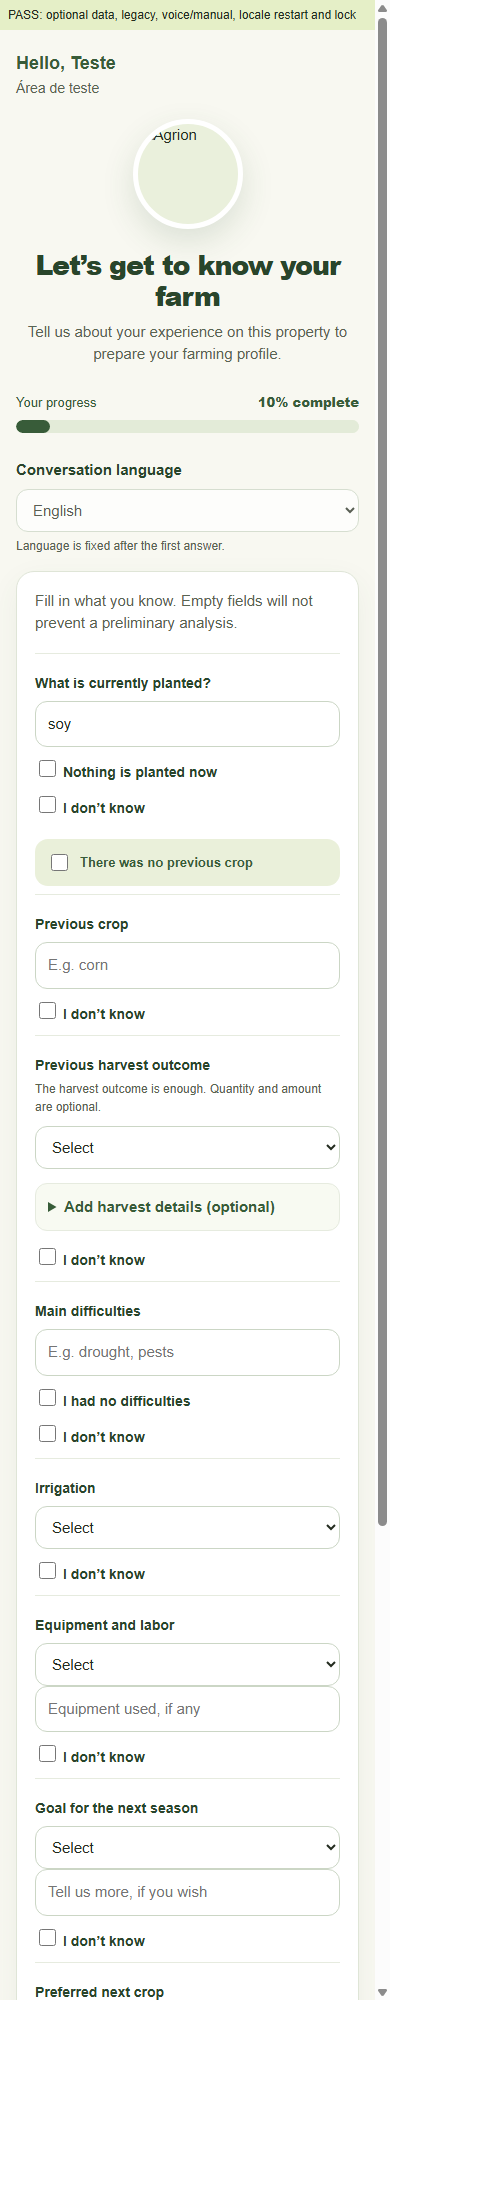 PASS: optional data, legacy, voice/manual, locale restart and lock
Hello, Teste
Área de teste
Agrion
Let’s get to know your
farm
Tell us about your experience on this property to
prepare your farming profile.
Your progress
10% complete
Conversation language
English
Language is fixed after the first answer.
Fill in what you know. Empty fields will not
prevent a preliminary analysis.
What is currently planted?
soy
Nothing is planted now
I don’t know
There was no previous crop
Previous crop
E.g. corn
I don’t know
Previous harvest outcome
The harvest outcome is enough. Quantity and amount
are optional.
Select
Add harvest details (optional)
I don’t know
Main difficulties
E.g. drought, pests
I had no difficulties
I don’t know
Irrigation
Select
I don’t know
Equipment and labor
Select
Equipment used, if any
I don’t know
Goal for the next season
Select
Tell us more, if you wish
I don’t know
Preferred next crop